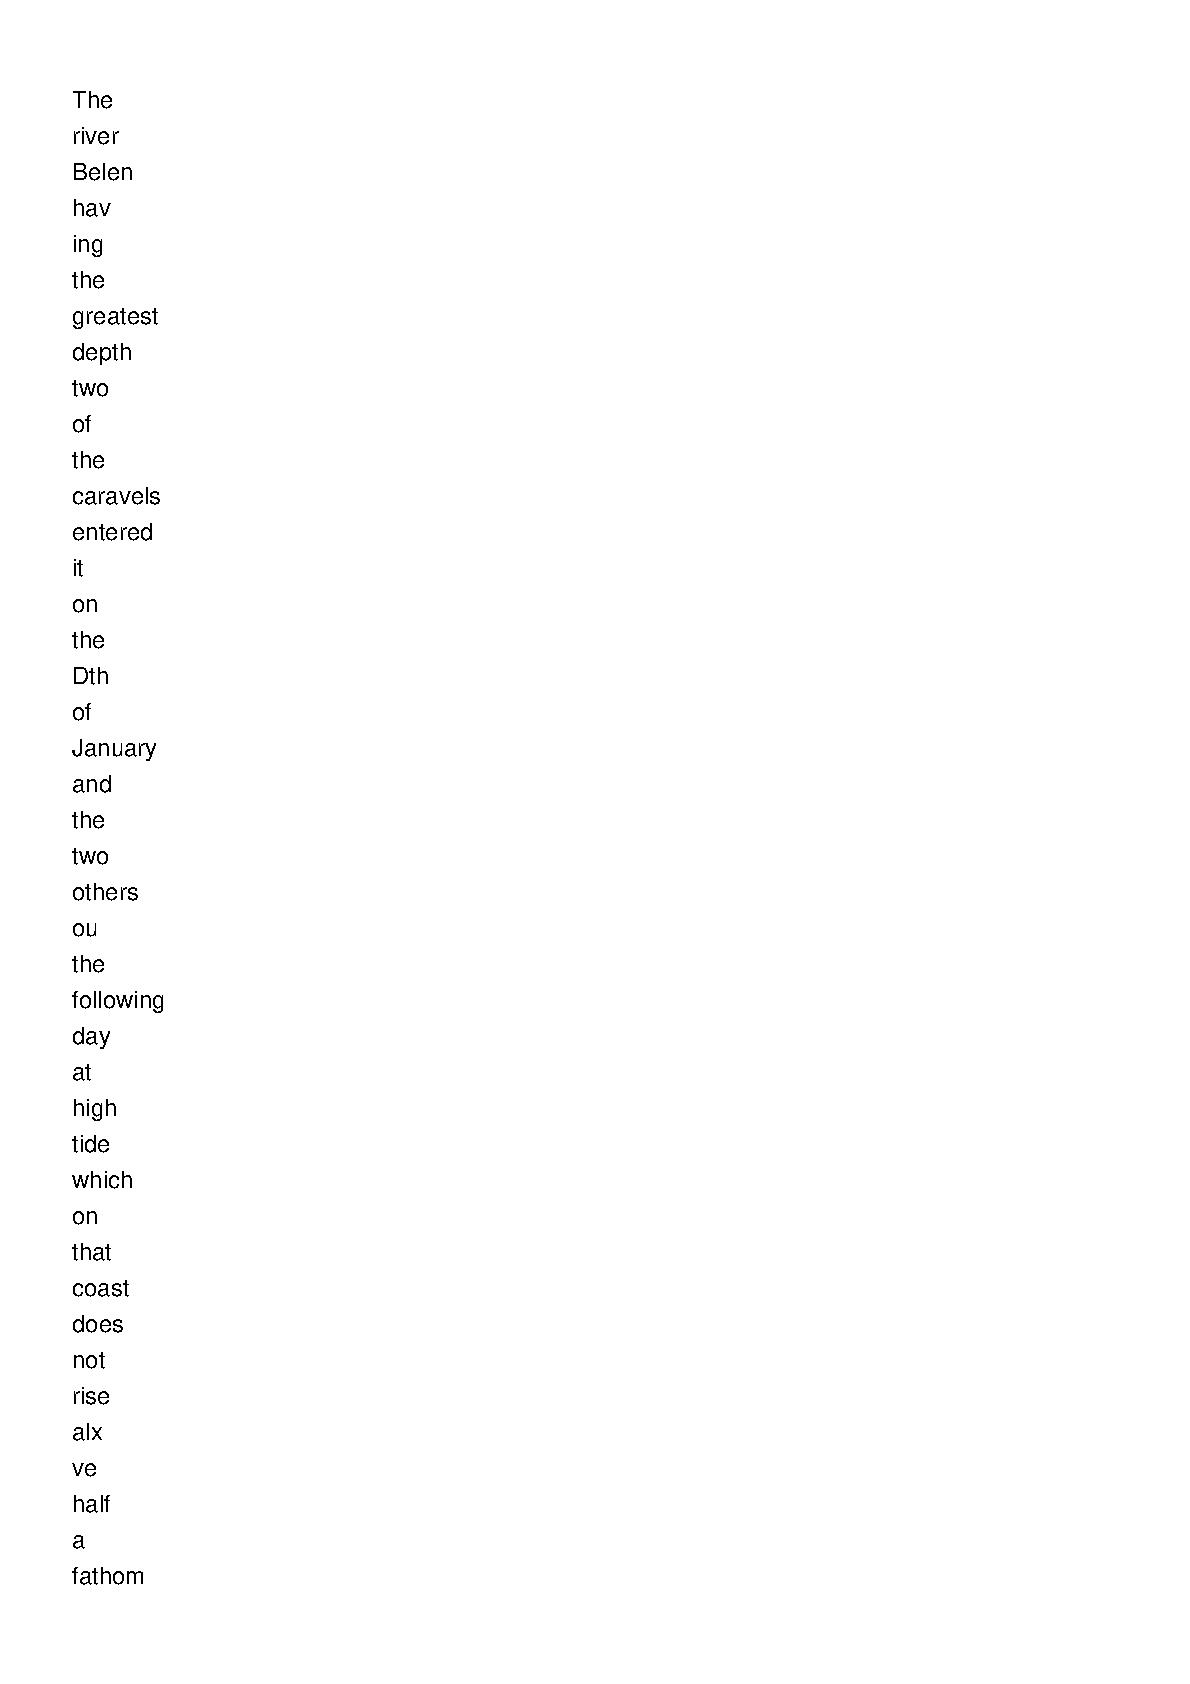 The
river
Belen
hav
ing
the
greatest
depth
two
of
the
caravels
entered
it
on
the
Dth
of
January
and
the
two
others
ou
the
following
day
at
high
tide
which
on
that
coast
does
not
rise
alx
ve
half
a
fathom